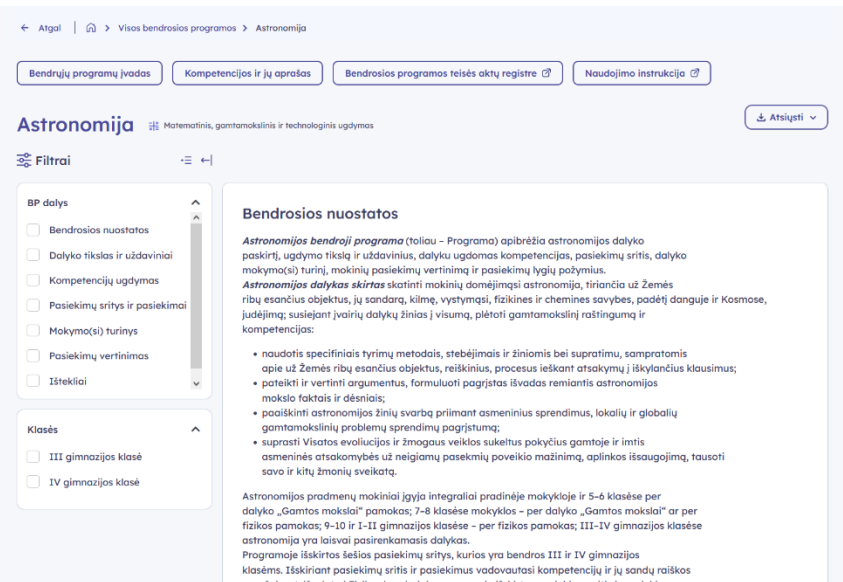 Atgal
Visos bendrosios programos > Astronomija
Bendrųjų programų įvadas
Kompetencijos ir jų aprašas
Bendrosios programos teisės aktų registre
Naudojimo instrukcija
Astronomija
Matematinis, gamtamokslinis ir technologinis ugdymas
Atsiųsti
Filtrai
BP dalys
Bendrosios nuostatos
Dalyko tikslas ir uždaviniai
Kompetencijų ugdymas
Pasiekimų sritys ir pasiekimai
Mokymo(si) turinys
Pasiekimų vertinimas
Ištekliai
Klasės
III gimnazijos klasė
IV gimnazijos klasė
Bendrosios nuostatos
Astronomijos bendroji programa (toliau – Programa) apibrėžia astronomijos dalyko
paskirtį, ugdymo tikslą ir uždavinius, dalyku ugdomas kompetencijas, pasiekimų sritis, dalyko
mokymo(si) turinį, mokinių pasiekimų vertinimą ir pasiekimų lygių požymius.
Astronomijos dalykas skirtas skatinti mokinių domėjimąsi astronomija, tiriančia už Žemės
ribų esančius objektus, jų sandarą, kilmę, vystymąsi, fizikines ir chemines savybes, padėtį danguje ir Kosmose,
judėjimą; susiejant įvairių dalykų žinias į visumą, plėtoti gamtamokslinį raštingumą ir
kompetencijas:
• naudotis specifiniais tyrimų metodais, stebėjimais ir žiniomis bei supratimu, sampratomis
apie už Žemės ribų esančius objektus, reiškinius, procesus ieškant atsakymų į iškylančius klausimus;
• pateikti ir vertinti argumentus, formuluoti pagrįstas išvadas remiantis astronomijos
mokslo faktais ir dėsniais;
• paaiškinti astronomijos žinių svarbą priimant asmeninius sprendimus, lokalių ir globalių
gamtamokslinių problemų sprendimų pagrįstumą;
• suprasti Visatos evoliucijos ir žmogaus veiklos sukeltus pokyčius gamtoje ir imtis
asmeninės atsakomybės už neigiamų pasekmių poveikio mažinimą, aplinkos išsaugojimą, tausoti
savo ir kitų žmonių sveikatą.
Astronomijos pradmenų mokiniai įgyja integraliai pradinėje mokykloje ir 5–6 klasėse per
dalyko „Gamtos mokslai“ pamokas; 7–8 klasėse mokyklos – per dalyko „Gamtos mokslai“ ar per
fizikos pamokas; 9–10 ir I–II gimnazijos klasėse – per fizikos pamokas; III–IV gimnazijos klasėse
astronomija yra laisvai pasirenkamasis dalykas.
Programoje išskirtos šešios pasiekimų sritys, kurios yra bendros III ir IV gimnazijos
klasėms. Išskiriant pasiekimų sritis ir pasiekimus vadovautasi kompetencijų ir jų sandų raiškos